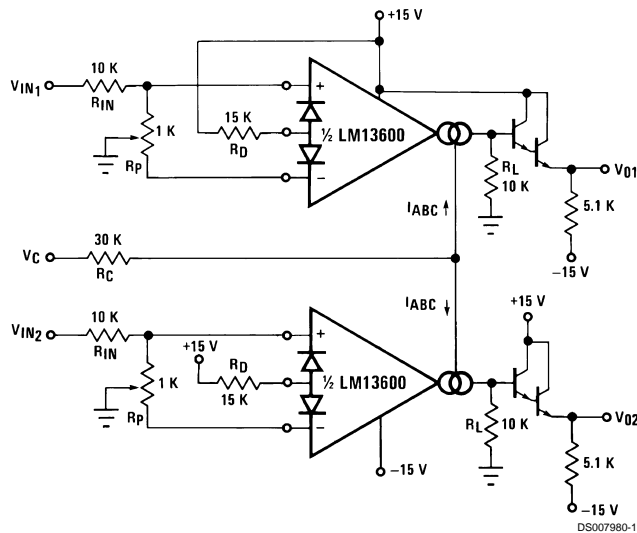 +15 V
10 K
VIN1
RIN
+
15 K
½ LM13600
1 K
RD
RP
−
RL
10 K
VO1
IABC
5.1 K
30 K
VC
RC
−15 V
10 K
IABC
+15 V
VIN2
RIN
+
+15 V
RD
½ LM13600
1 K
15 K
RP
−
RL
10 K
VO2
−15 V
5.1 K
−15 V
DS007980-1